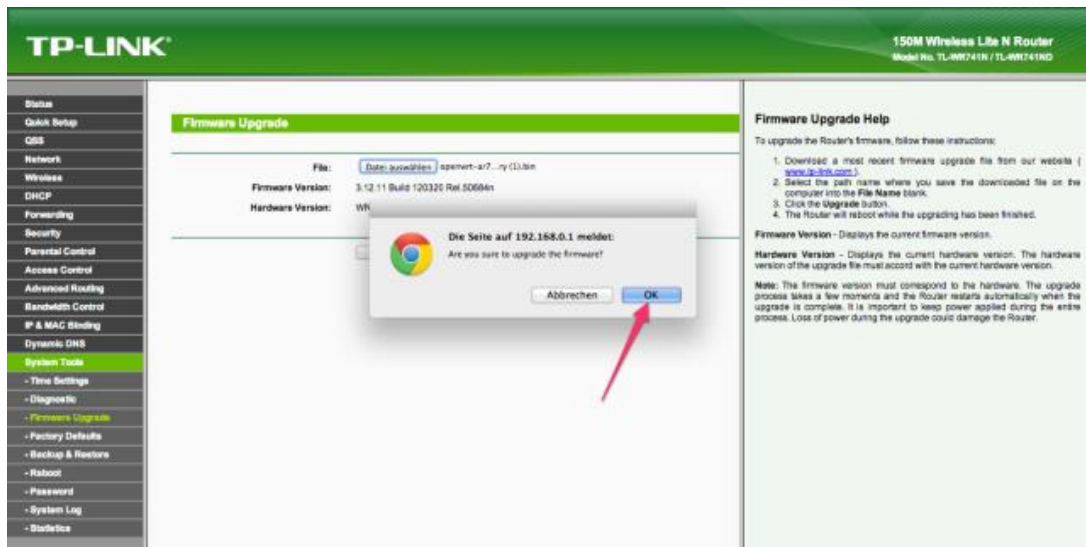 TP-LINK
150M Wireless Lite N Router
Model No. TL-WR741N / TL-WR741ND
Status
Quick Setup
QSS
Network
Wireless
DHCP
Forwarding
Security
Parental Control
Access Control
Advanced Routing
Bandwidth Control
IP & MAC Binding
Dynamic DNS
System Tools
- Time Settings
- Diagnostic
- Firmware Upgrade
- Factory Defaults
- Backup & Restore
- Reboot
- Password
- System Log
- Statistics
Firmware Upgrade
File: Datei auswählen openwrt-ar7...ry (1).bin
Firmware Version: 3.12.11 Build 120320 Rel.50684n
Hardware Version: WR
Die Seite auf 192.168.0.1 meldet:
Are you sure to upgrade the firmware?
Abbrechen OK
Firmware Upgrade Help
To upgrade the Router's firmware, follow these instructions:
1. Download a most recent firmware upgrade file from our website (
www.tp-link.com ).
2. Select the path name where you save the downloaded file on the
computer into the File Name blank.
3. Click the Upgrade button.
4. The Router will reboot while the upgrading has been finished.
Firmware Version - Displays the current firmware version.
Hardware Version - Displays the current hardware version. The hardware
version of the upgrade file must accord with the current hardware version.
Note: The firmware version must correspond to the hardware. The upgrade
process takes a few moments and the Router restarts automatically when the
upgrade is complete. It is important to keep power applied during the entire
process. Loss of power during the upgrade could damage the Router.